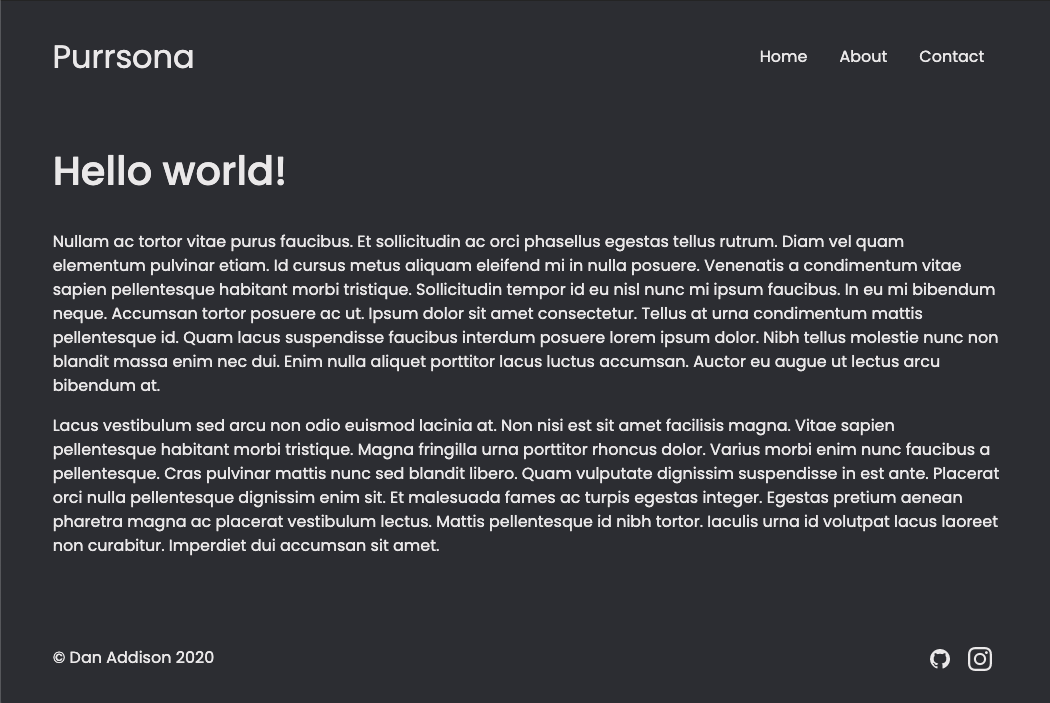 Purrsona
Home About Contact
Hello world!
Nullam ac tortor vitae purus faucibus. Et sollicitudin ac orci phasellus egestas tellus rutrum. Diam vel quam
elementum pulvinar etiam. Id cursus metus aliquam eleifend mi in nulla posuere. Venenatis a condimentum vitae
sapien pellentesque habitant morbi tristique. Sollicitudin tempor id eu nisl nunc mi ipsum faucibus. In eu mi bibendum
neque. Accumsan tortor posuere ac ut. Ipsum dolor sit amet consectetur. Tellus at urna condimentum mattis
pellentesque id. Quam lacus suspendisse faucibus interdum posuere lorem ipsum dolor. Nibh tellus molestie nunc non
blandit massa enim nec dui. Enim nulla aliquet porttitor lacus luctus accumsan. Auctor eu augue ut lectus arcu
bibendum at.
Lacus vestibulum sed arcu non odio euismod lacinia at. Non nisi est sit amet facilisis magna. Vitae sapien
pellentesque habitant morbi tristique. Magna fringilla urna porttitor rhoncus dolor. Varius morbi enim nunc faucibus a
pellentesque. Cras pulvinar mattis nunc sed blandit libero. Quam vulputate dignissim suspendisse in est ante. Placerat
orci nulla pellentesque dignissim enim sit. Et malesuada fames ac turpis egestas integer. Egestas pretium aenean
pharetra magna ac placerat vestibulum lectus. Mattis pellentesque id nibh tortor. Iaculis urna id volutpat lacus laoreet
non curabitur. Imperdiet dui accumsan sit amet.
© Dan Addison 2020